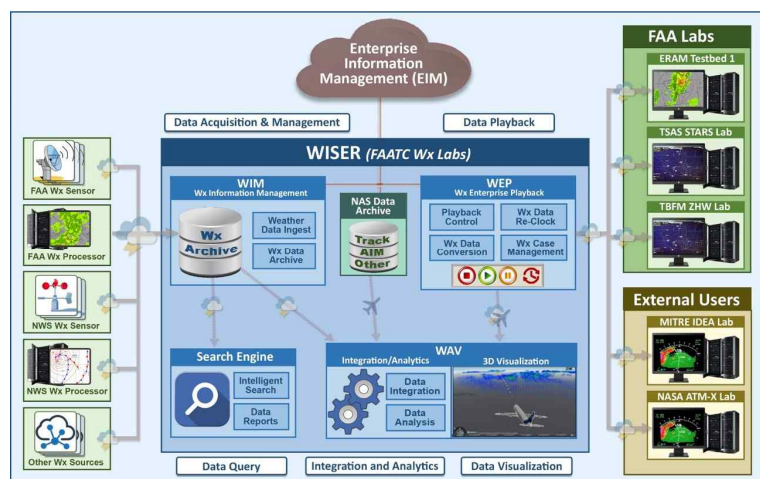 Enterprise
Information
Management (EIM)
Data Acquisition & Management
Data Playback
FAA Wx Sensor
FAA Wx Processor
NWS Wx Sensor
NWS Wx Processor
Other Wx Sources
WISER (FAATC Wx Labs)
WIM
Wx Information Management
Wx
Archive
Weather
Data Ingest
Wx Data
Archive
NAS Data
Archive
Track
AIM
Other
WEP
Wx Enterprise Playback
Playback
Control
Wx Data
Re-Clock
Wx Data
Conversion
Wx Case
Management
Search Engine
Intelligent
Search
Data
Reports
WAV
Integration/Analytics
3D Visualization
Data
Integration
Data
Analysis
Data Query
Integration and Analytics
Data Visualization
FAA Labs
ERAM Testbed 1
TSAS STARS Lab
TBFM ZHW Lab
External Users
MITRE IDEA Lab
NASA ATM-X Lab